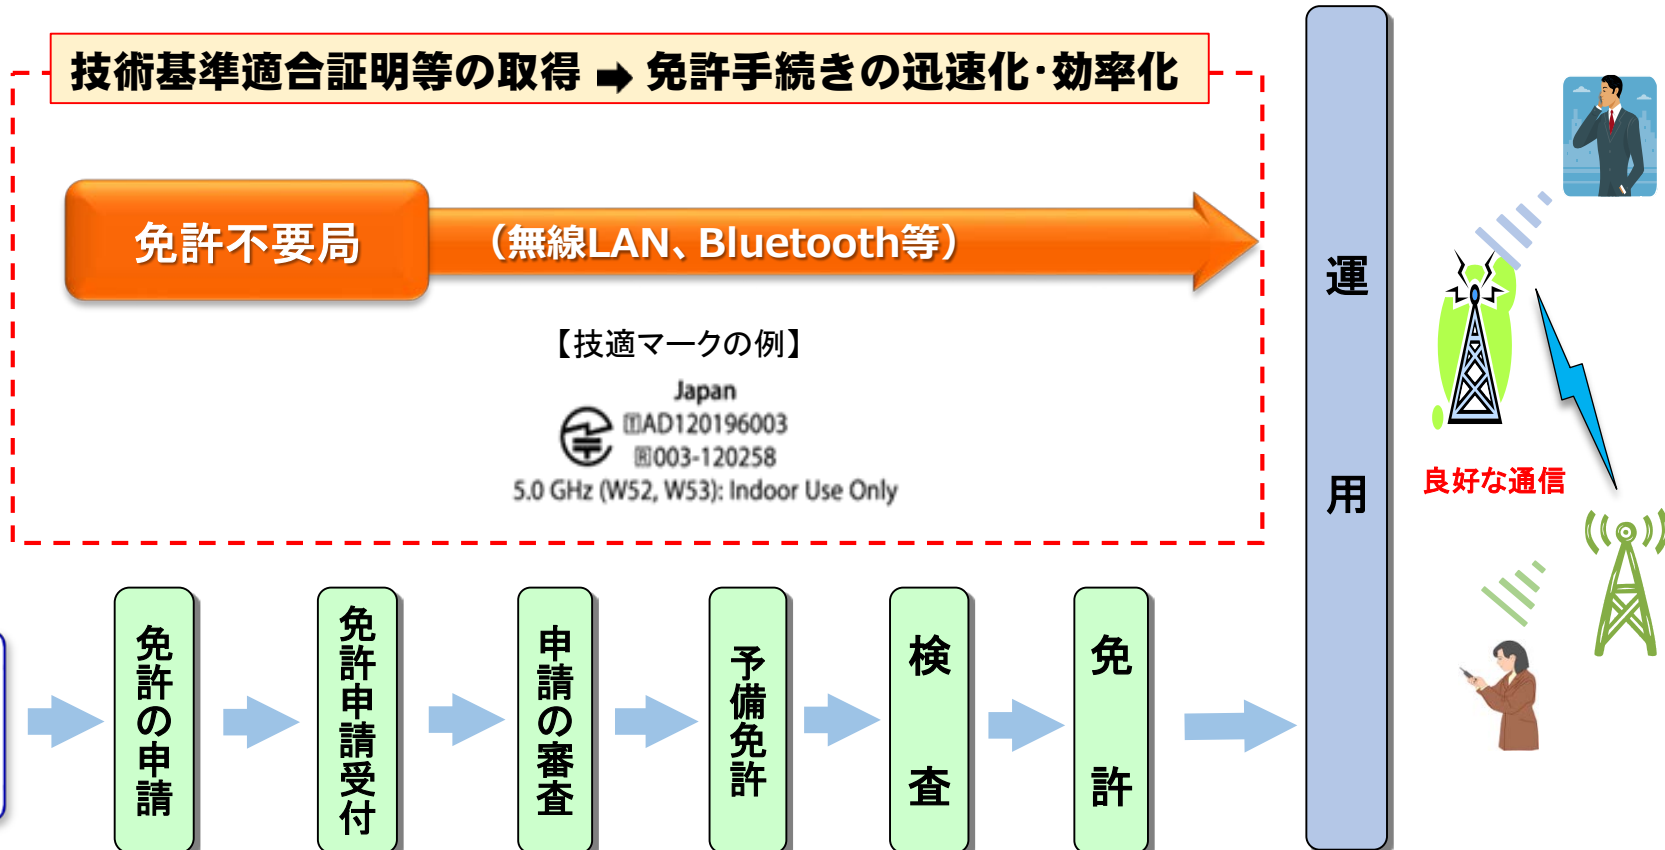 技術基準適合証明等の取得 ➡ 免許手続きの迅速化･効率化
免許不要局
（無線LAN、Bluetooth等）
【技適マークの例】
Japan
🅃AD120196003
🅁003-120258
5.0 GHz (W52, W53): Indoor Use Only
運用
良好な通信
免許の申請
免許申請受付
申請の審査
予備免許
検査
免許